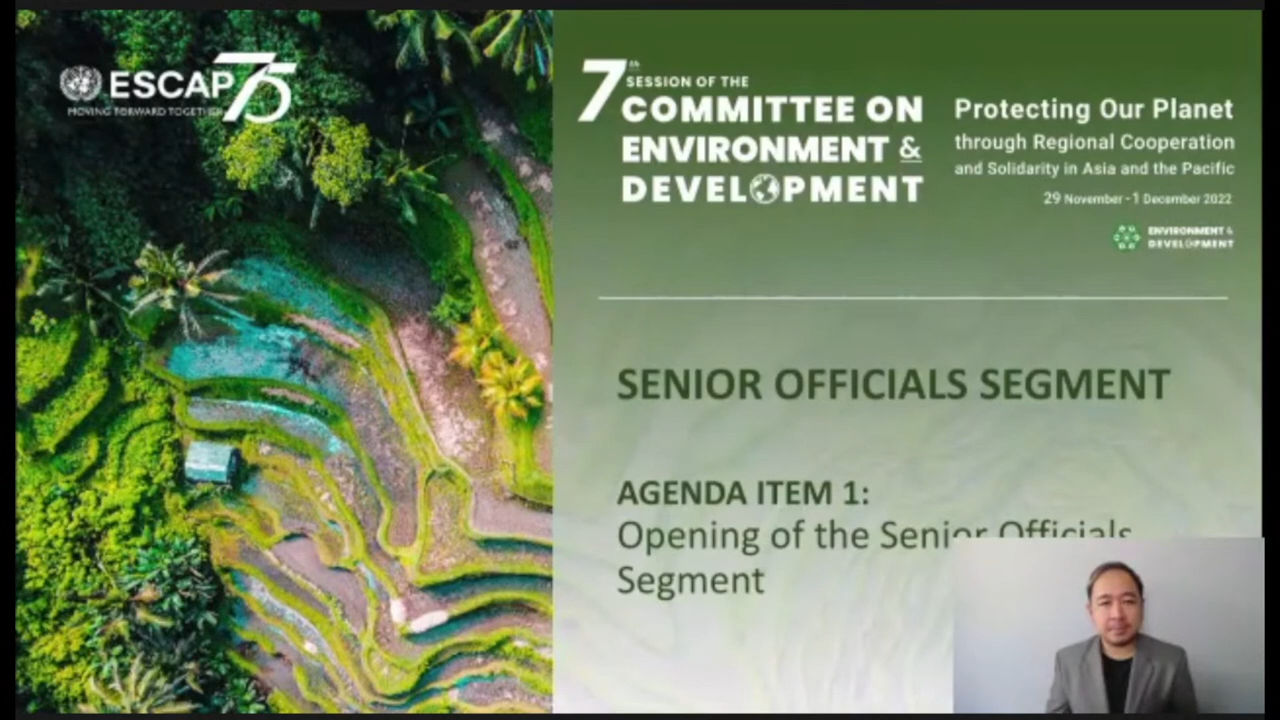 ESCAP 75
MOVING FORWARD TOGETHER
7th SESSION OF THE
COMMITTEE ON
ENVIRONMENT &
DEVELOPMENT
Protecting Our Planet
through Regional Cooperation
and Solidarity in Asia and the Pacific
29 November - 1 December 2022
ENVIRONMENT &
DEVELOPMENT
SENIOR OFFICIALS SEGMENT
AGENDA ITEM 1:
Opening of the Senior Officials
Segment